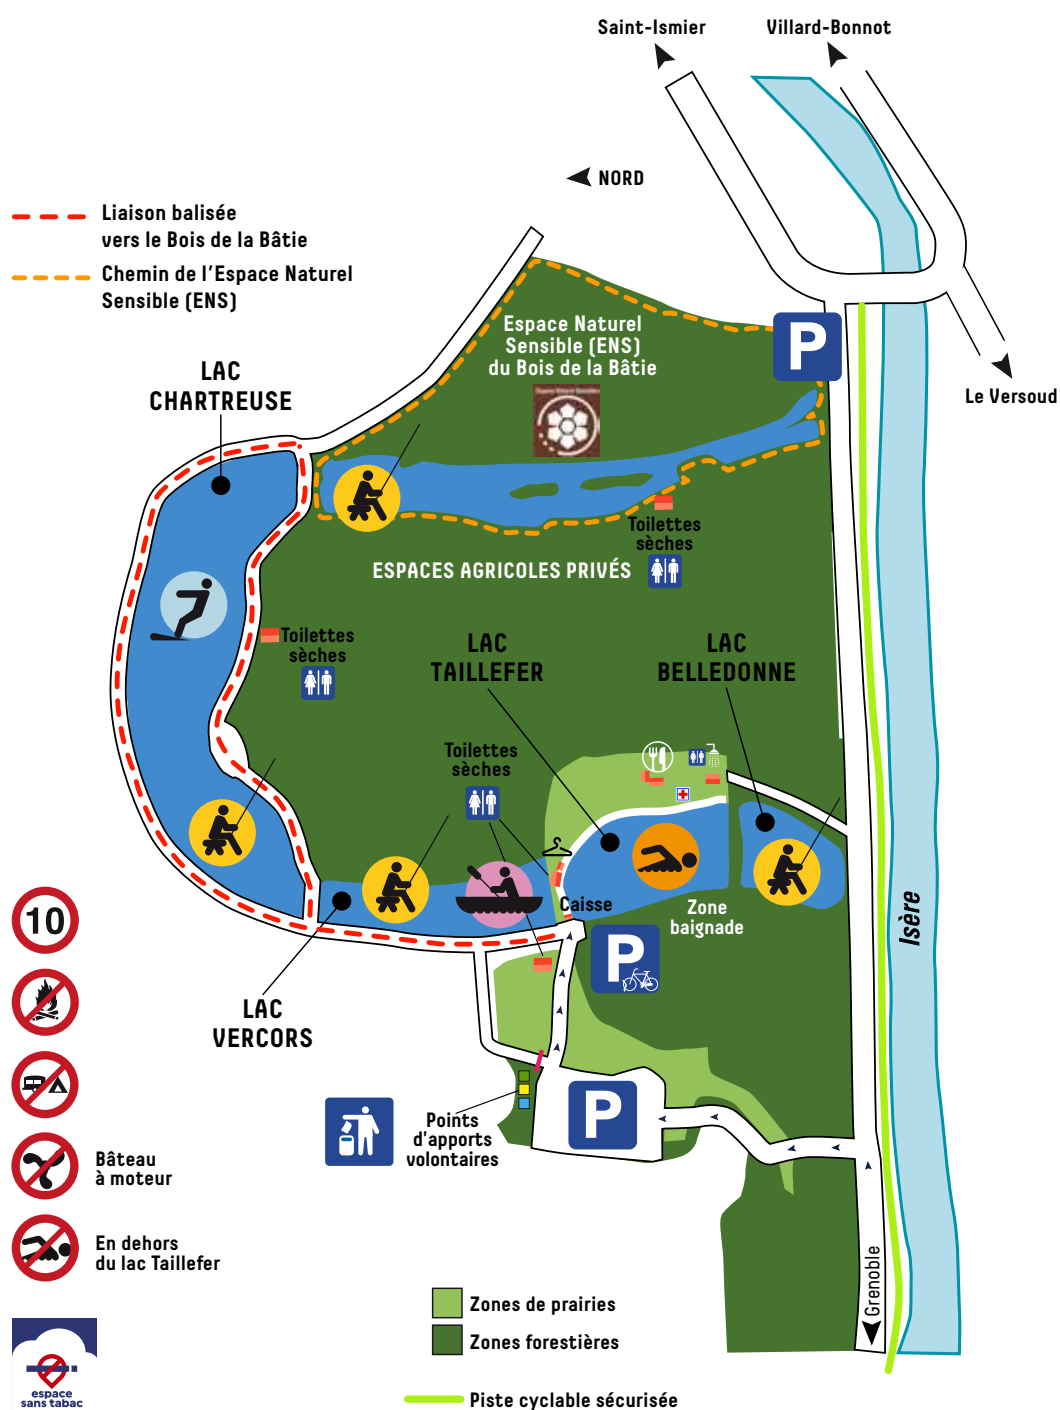 Saint-Ismier
Villard-Bonnot
NORD
Liaison balisée
vers le Bois de la Bâtie
Chemin de l'Espace Naturel
Sensible (ENS)
Espace Naturel
Sensible (ENS)
du Bois de la Bâtie
P
Le Versoud
LAC
CHARTREUSE
Toilettes
sèches
ESPACES AGRICOLES PRIVÉS
Toilettes
sèches
LAC
TAILLEFER
LAC
BELLEDONNE
Toilettes
sèches
Caisse
Zone
baignade
Isère
10
P
LAC
VERCORS
P
Points
d'apports
volontaires
Bâteau
à moteur
En dehors
du lac Taillefer
Grenoble
Zones de prairies
Zones forestières
espace
sans tabac
Piste cyclable sécurisée